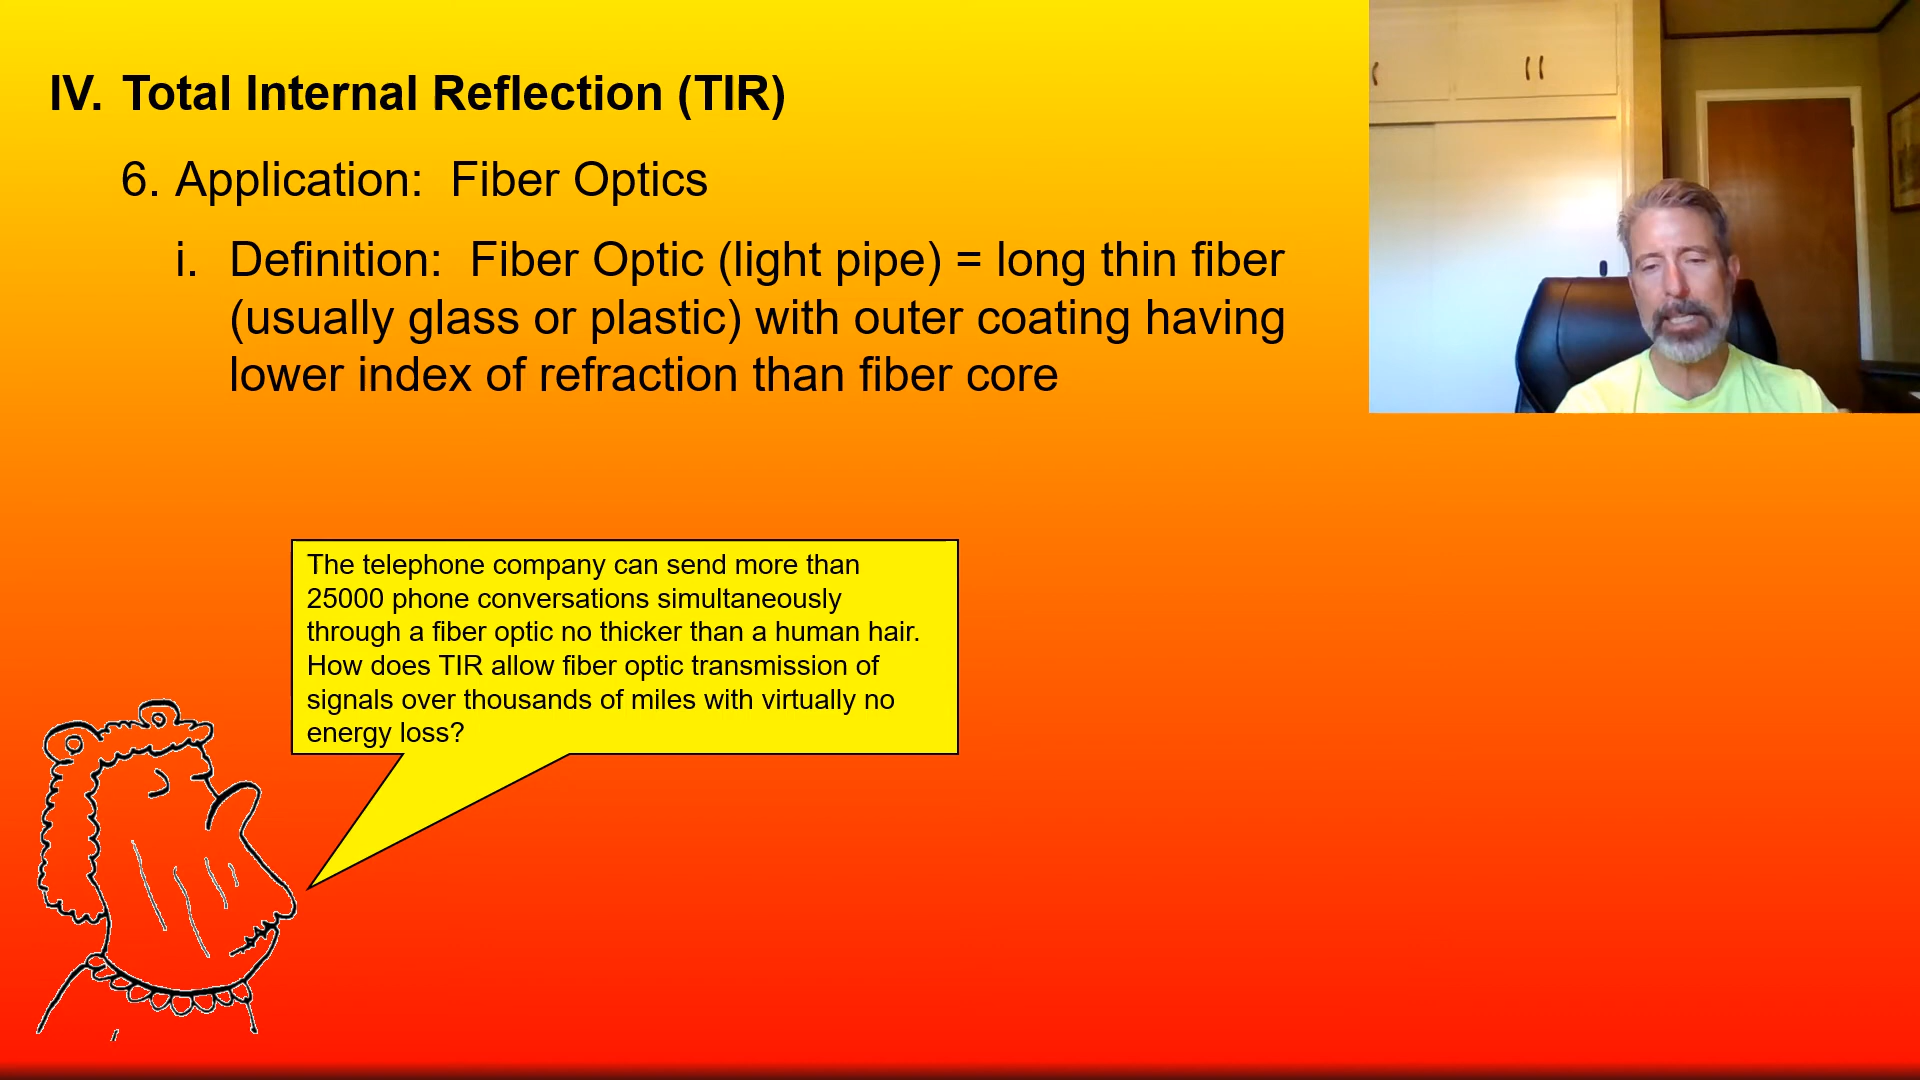 IV. Total Internal Reflection (TIR)
6. Application: Fiber Optics
i. Definition: Fiber Optic (light pipe) = long thin fiber
(usually glass or plastic) with outer coating having
lower index of refraction than fiber core
The telephone company can send more than
25000 phone conversations simultaneously
through a fiber optic no thicker than a human hair.
How does TIR allow fiber optic transmission of
signals over thousands of miles with virtually no
energy loss?